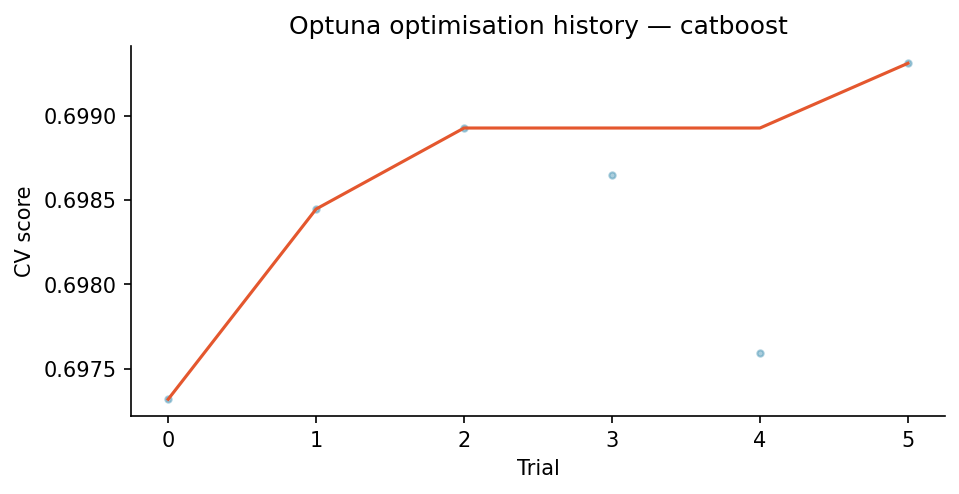 Optuna optimisation history — catboost
0.6990
0.6985
0.6980
0.6975
CV score
0 1 2 3 4 5
Trial